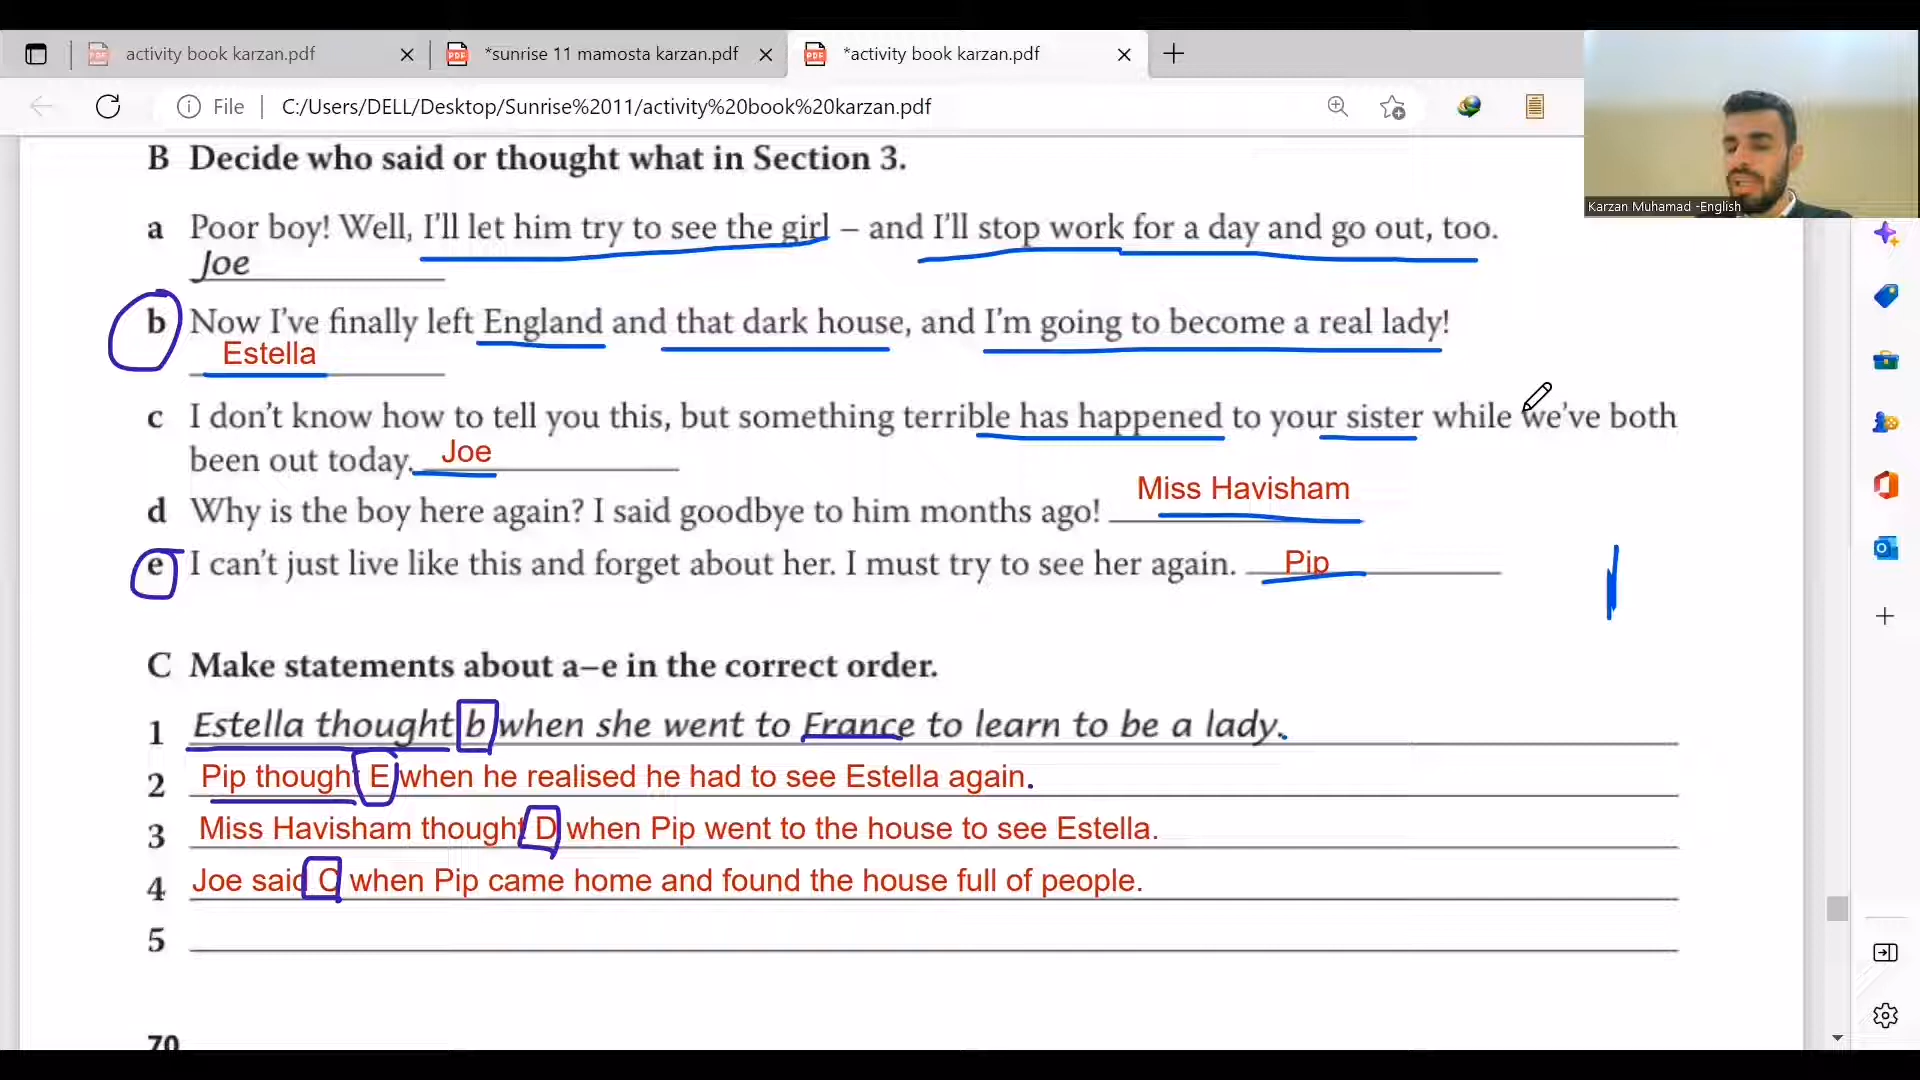 activity book karzan.pdf
*sunrise 11 mamosta karzan.pdf
*activity book karzan.pdf
File
C:/Users/DELL/Desktop/Sunrise%2011/activity%20book%20karzan.pdf
Karzan Muhamad -English
B Decide who said or thought what in Section 3.
a Poor boy! Well, I'll let him try to see the girl – and I'll stop work for a day and go out, too.
Joe
b Now I've finally left England and that dark house, and I'm going to become a real lady!
Estella
c I don't know how to tell you this, but something terrible has happened to your sister while we've both
been out today. Joe
Miss Havisham
d Why is the boy here again? I said goodbye to him months ago!
e I can't just live like this and forget about her. I must try to see her again. Pip
C Make statements about a–e in the correct order.
1 Estella thought b when she went to France to learn to be a lady.
2 Pip thought E when he realised he had to see Estella again.
3 Miss Havisham thought D when Pip went to the house to see Estella.
4 Joe said C when Pip came home and found the house full of people.
5
70